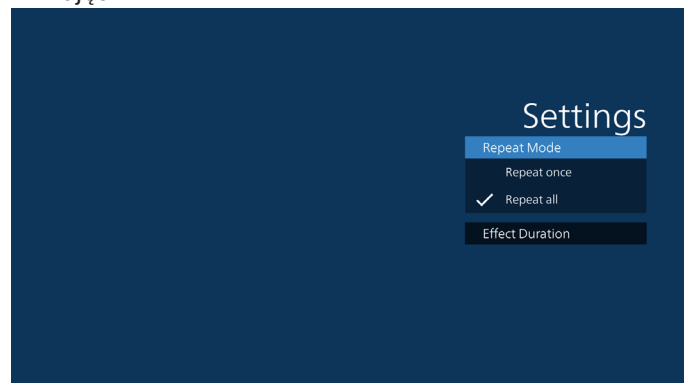 Settings
Repeat Mode
Repeat once
Repeat all
Effect Duration